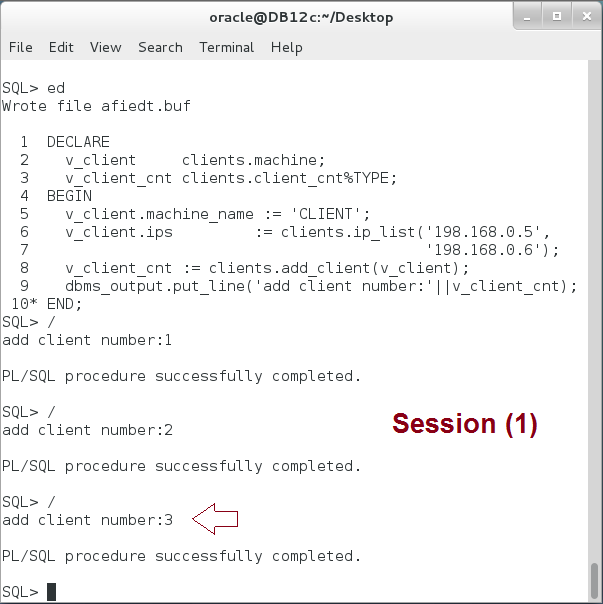 oracle@DB12c:~/Desktop
File Edit View Search Terminal Help
SQL> ed
Wrote file afiedt.buf
1 DECLARE
2 v_client clients.machine;
3 v_client_cnt clients.client_cnt%TYPE;
4 BEGIN
5 v_client.machine_name := 'CLIENT';
6 v_client.ips := clients.ip_list('198.168.0.5',
7 '198.168.0.6');
8 v_client_cnt := clients.add_client(v_client);
9 dbms_output.put_line('add client number:'||v_client_cnt);
10* END;
SQL> /
add client number:1
PL/SQL procedure successfully completed.
SQL> /
add client number:2
Session (1)
PL/SQL procedure successfully completed.
SQL> /
add client number:3
PL/SQL procedure successfully completed.
SQL>